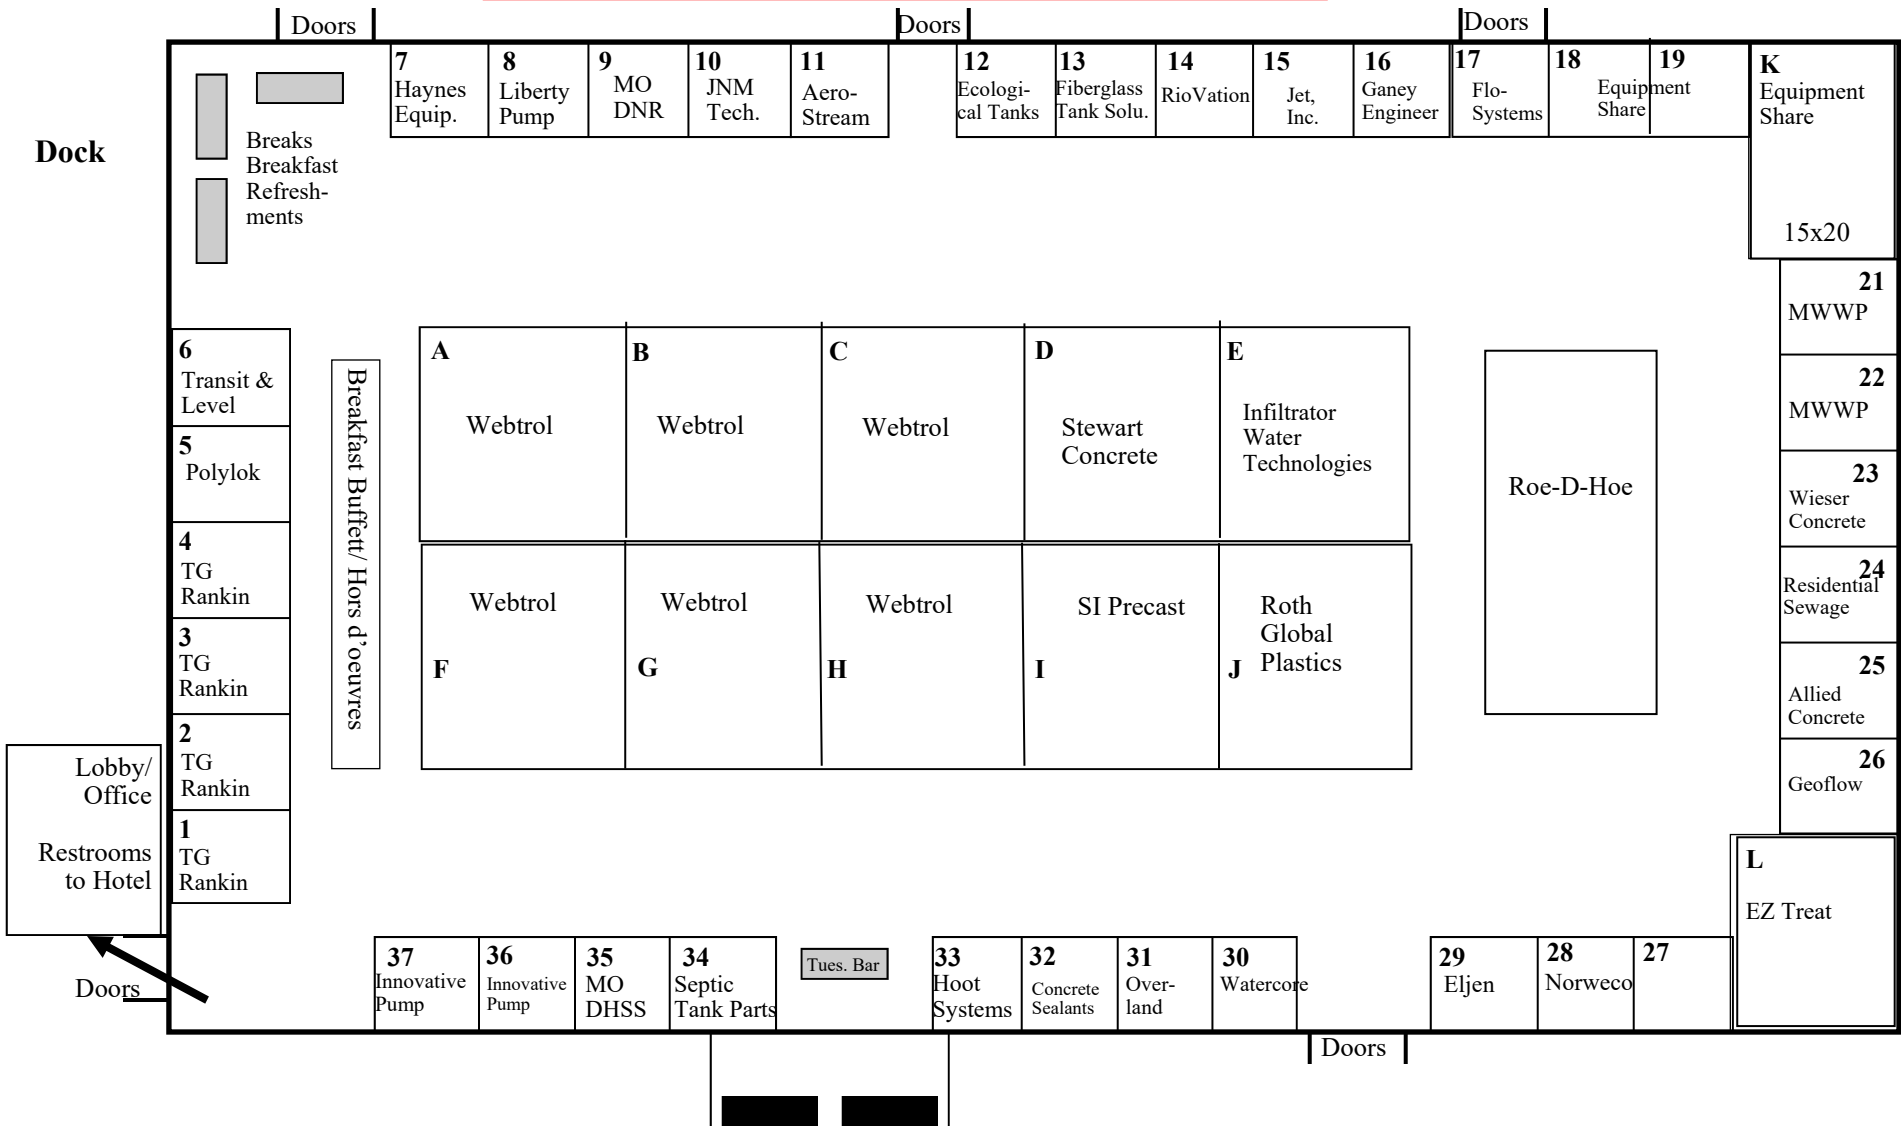 Doors
Doors
Doors
7
Haynes
Equip.
8
Liberty
Pump
9
MO
DNR
10
JNM
Tech.
11
Aero-
Stream
12
Ecologi-
cal Tanks
13
Fiberglass
Tank Solu.
14
RioVation
15
Jet,
Inc.
16
Ganey
Engineer
17
Flo-
Systems
18
19
Equipment
Share
K
Equipment
Share
15x20
Dock
Breaks
Breakfast
Refresh-
ments
21
MWWP
22
MWWP
23
Wieser
Concrete
24
Residential
Sewage
25
Allied
Concrete
26
Geoflow
L
EZ Treat
6
Transit &
Level
5
Polylok
4
TG
Rankin
3
TG
Rankin
2
TG
Rankin
1
TG
Rankin
Breakfast Buffett/ Hors d'oeuvres
A
Webtrol
B
Webtrol
C
Webtrol
D
Stewart
Concrete
E
Infiltrator
Water
Technologies
Webtrol
F
Webtrol
G
Webtrol
H
SI Precast
I
Roth
Global
Plastics
J
Roe-D-Hoe
Lobby/
Office
Restrooms
to Hotel
Doors
37
Innovative
Pump
36
Innovative
Pump
35
MO
DHSS
34
Septic
Tank Parts
Tues. Bar
33
Hoot
Systems
32
Concrete
Sealants
31
Over-
land
30
Watercore
29
Eljen
28
Norweco
27
Doors